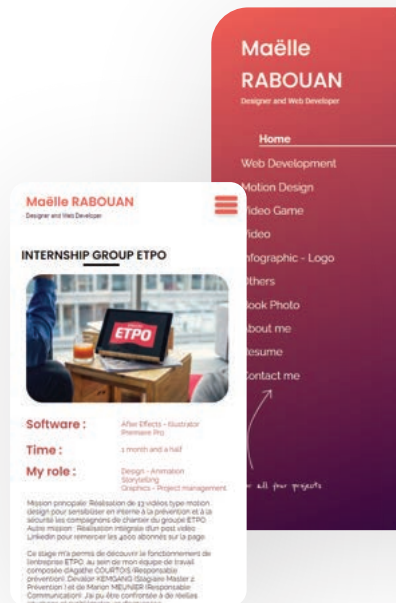 Maëlle
RABOUAN
Designer and Web Developer
Home
Web Development
Motion Design
Video Game
Video
Infographic - Logo
Others
Book Photo
About me
Resume
Contact me
all your projects
Maëlle RABOUAN
Designer and Web Developer
INTERNSHIP GROUP ETPO
ETPO
Software :
After Effects - Illustrator
Premiere Pro
Time :
1 month and a half
My role :
Design - Animation
Storytelling
Graphics - Project management
Mission principale: Réalisation de 13 vidéos type motion
design pour sensibiliser en interne à la prévention et à la
sécurité les compagnons de chantier du groupe ETPO.
Autre mission : Réalisation intégrale d'un post vidéo
Linkedin pour remercier les 4000 abonnés sur la page.
Ce stage m'a permis de découvrir le fonctionnement de
l'entreprise ETPO, au sein de mon équipe de travail
composée d'Agathe COURTOIS (Responsable
prévention), Devalor KEMGANG (Stagiaire Master 2
Prévention ) et de Manon MEUNIER (Responsable
Communication). J'ai pu être confrontée à de réelles